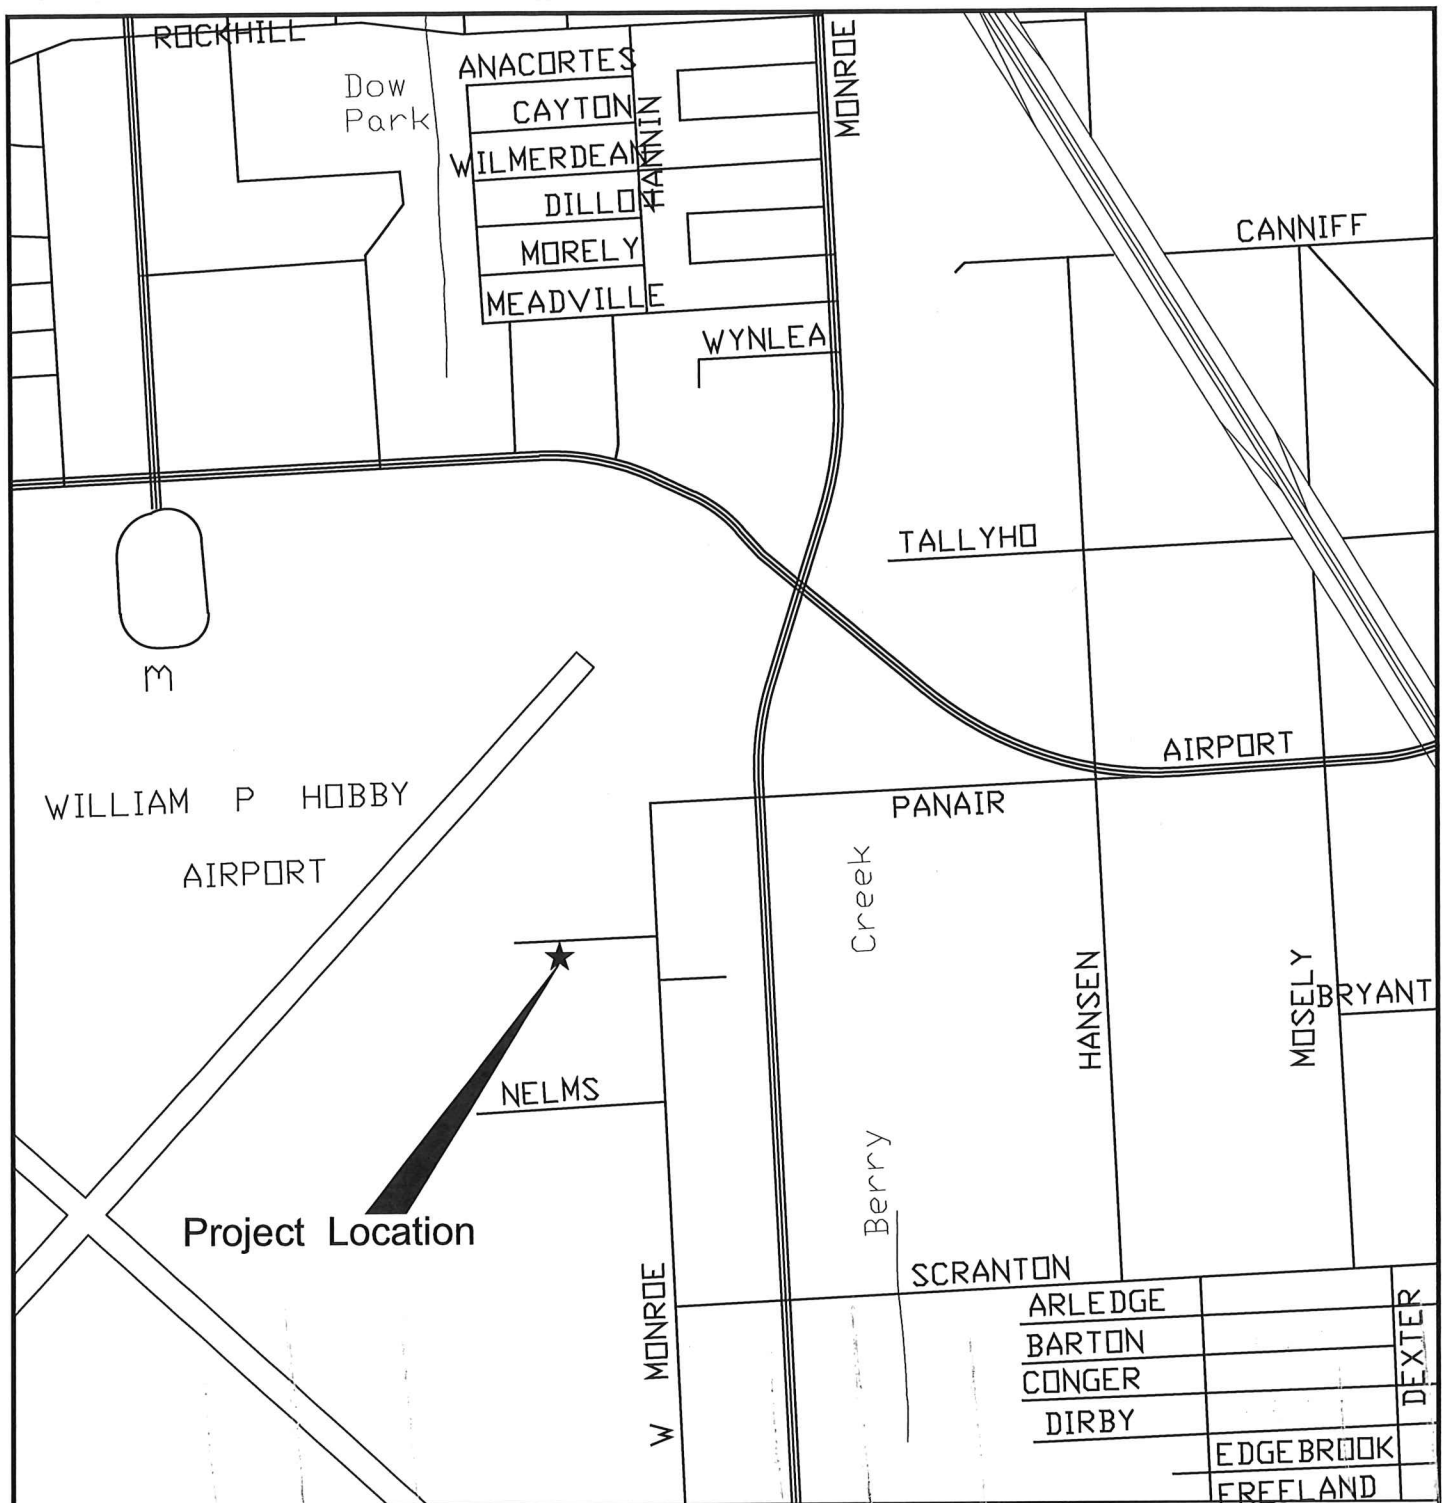 ROCKHILL
Dow
Park
ANACORTES
CAYTON
WILMERDEAN
DILLO
MORELY
MEADVILLE
HANNIN
MONROE
WYNLEA
CANNIFF
TALLYHO
m
AIRPORT
WILLIAM P HOBBY
AIRPORT
PANAIR
Creek
HANSEN
MOSELY
BRYANT
NELMS
Berry
Project Location
SCRANTON
W MONROE
ARLEDGE
BARTON
CONGER
DIRBY
DEXTER
EDGEBROOK
FREELAND